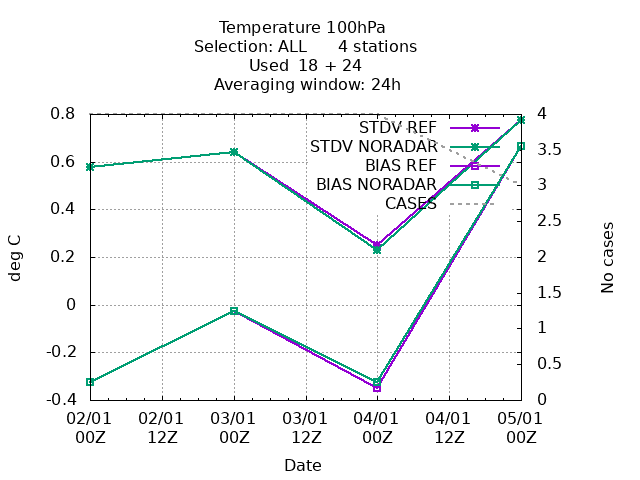 Temperature 100hPa
Selection: ALL      4 stations
Used  18 + 24
Averaging window: 24h
0.8
0.6
0.4
0.2
0
-0.2
-0.4
deg C
4
3.5
3
2.5
2
1.5
1
0.5
0
No cases
STDV REF
STDV NORADAR
BIAS REF
BIAS NORADAR
CASES
02/01 02/01 03/01 03/01 04/01 04/01 05/01
00Z 12Z 00Z 12Z 00Z 12Z 00Z
Date